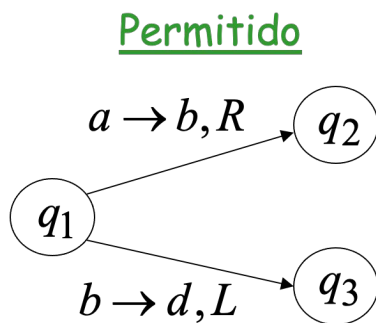 Permitido
a → b, R
q₂
q₁
q₃
b → d, L